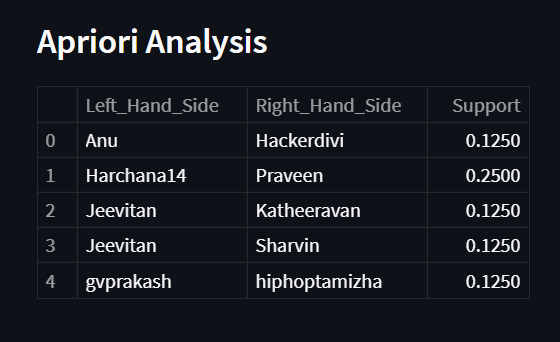 Apriori Analysis
Left_Hand_Side Right_Hand_Side Support
0 Anu Hackerdivi 0.1250
1 Harchana14 Praveen 0.2500
2 Jeevitan Katheeravan 0.1250
3 Jeevitan Sharvin 0.1250
4 gvprakash hiphoptamizha 0.1250